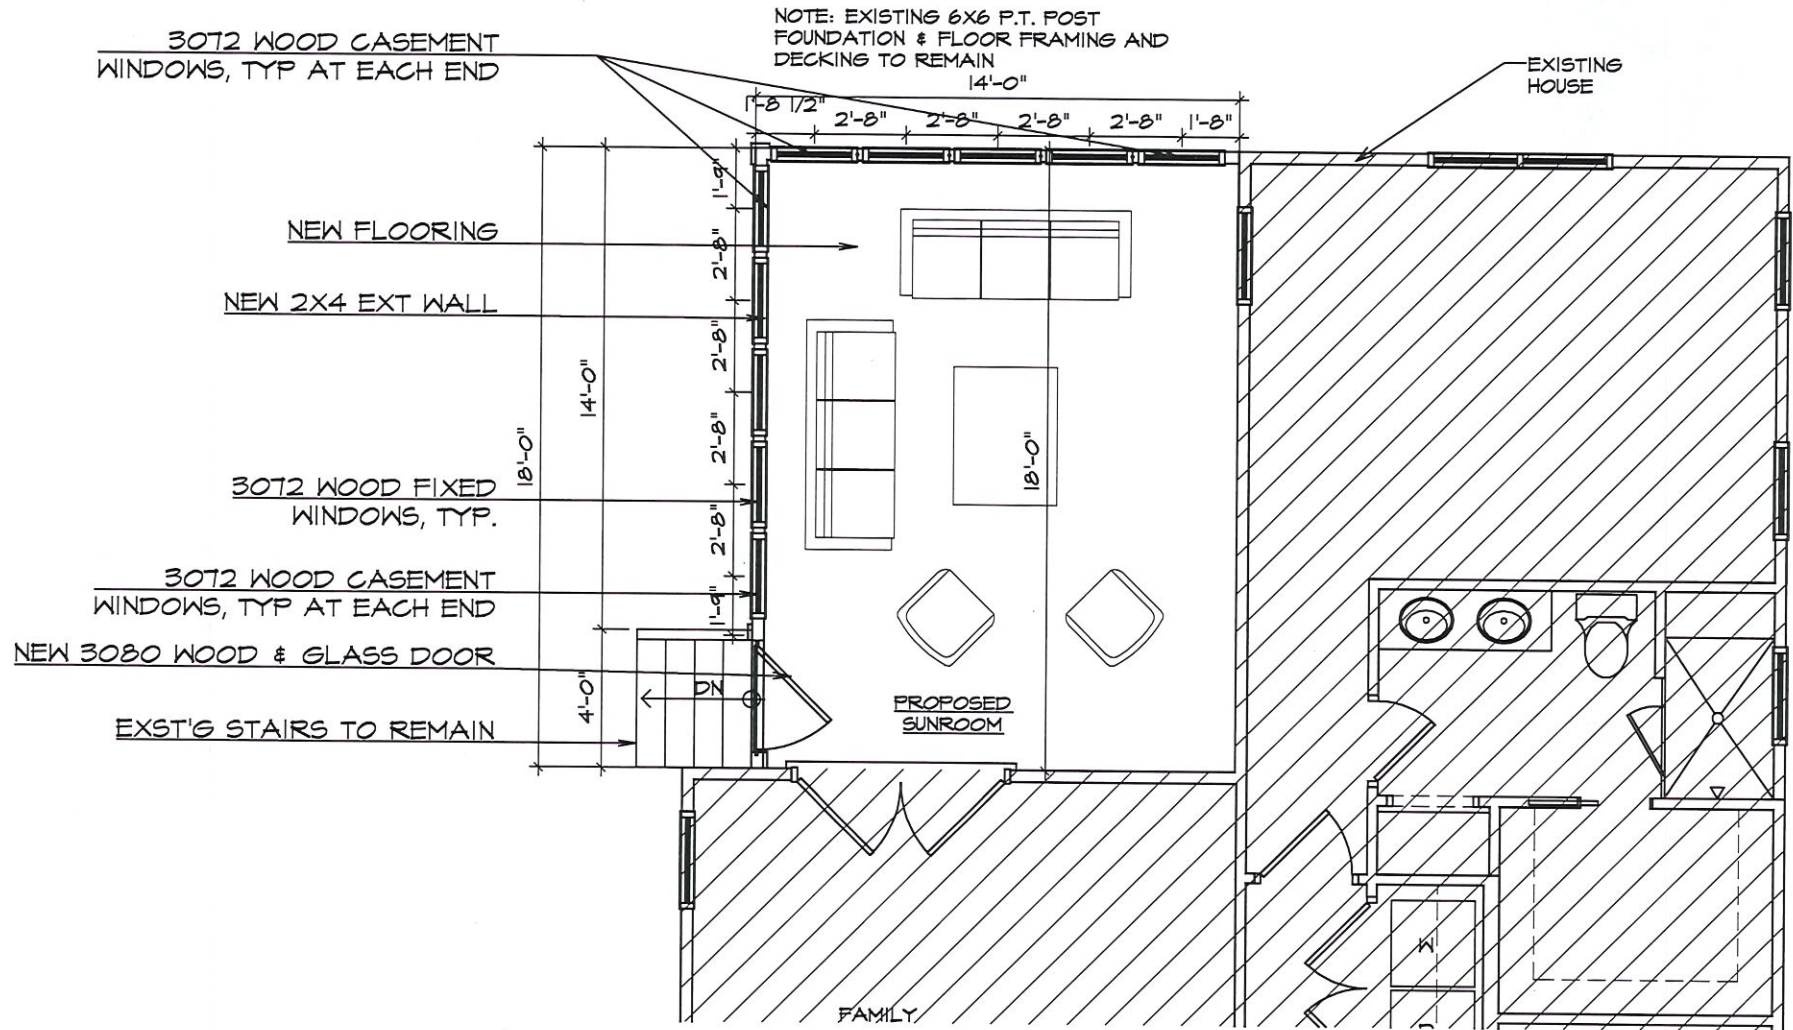 NOTE: EXISTING 6X6 P.T. POST
FOUNDATION & FLOOR FRAMING AND
DECKING TO REMAIN
3072 WOOD CASEMENT
WINDOWS, TYP AT EACH END
EXISTING
HOUSE
14'-0"
1'-8 1/2"
2'-8"
2'-8"
2'-8"
2'-8"
1'-8"
1'-9"
NEW FLOORING
2'-8"
NEW 2X4 EXT WALL
2'-8"
14'-0"
2'-8"
18'-0"
18'-0"
3072 WOOD FIXED
WINDOWS, TYP.
2'-8"
3072 WOOD CASEMENT
WINDOWS, TYP AT EACH END
1'-9"
NEW 3080 WOOD & GLASS DOOR
4'-0"
DN
PROPOSED
SUNROOM
EXST'G STAIRS TO REMAIN
W
FAMILY